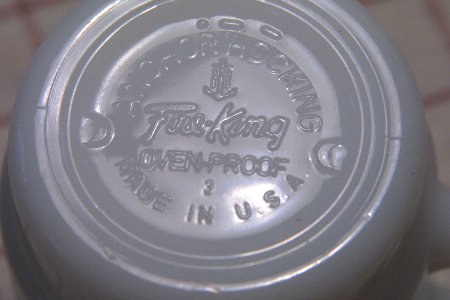 ANCHOR HOCKING
Fire-King
OVEN-PROOF
3
MADE IN U.S.A.